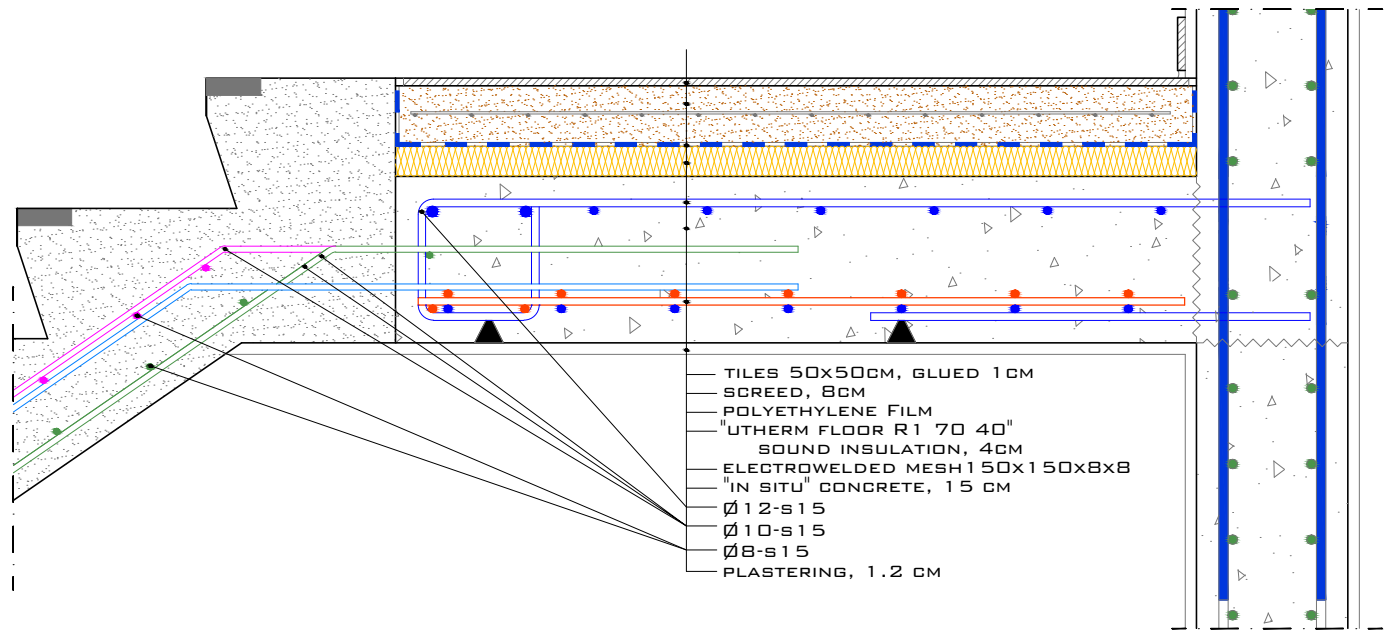 TILES 50x50CM, GLUED 1CM
SCREED, 8CM
POLYETHYLENE FILM
"UTHERM FLOOR R1 70 40"
SOUND INSULATION, 4CM
ELECTROWELDED MESH150x150x8x8
"IN SITU" CONCRETE, 15 CM
Ø12-s15
Ø10-s15
Ø8-s15
PLASTERING, 1.2 CM